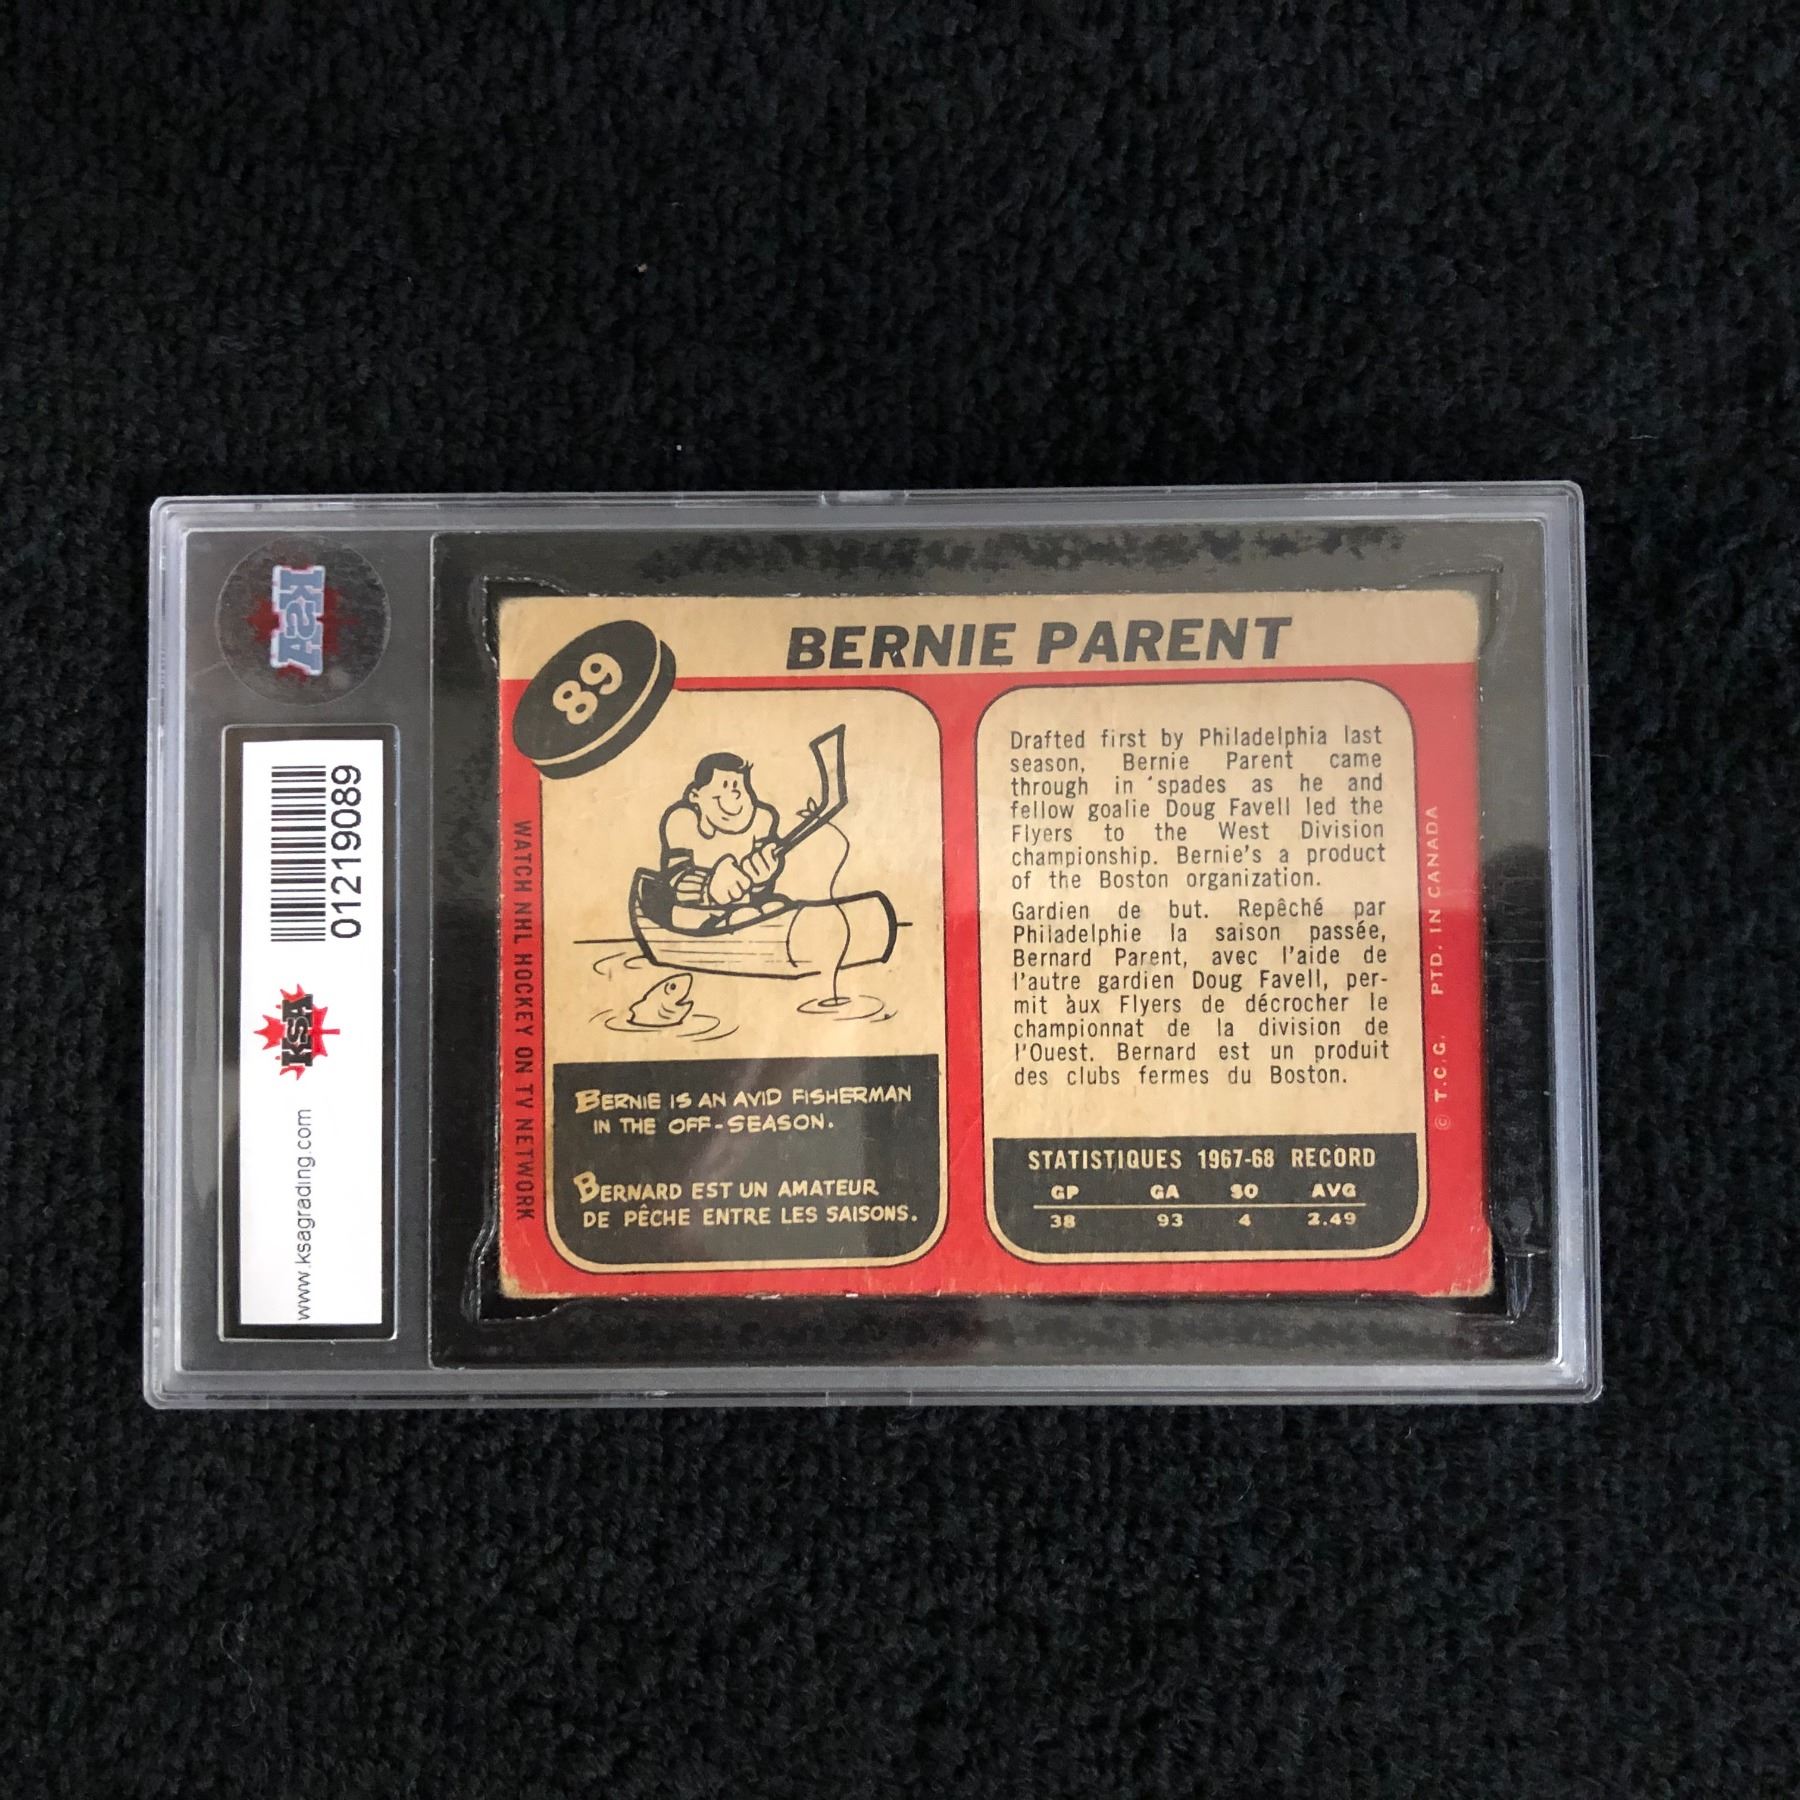 KSA
01219089
KSA
www.ksagrading.com
89
BERNIE PARENT
WATCH NHL HOCKEY ON TV NETWORK
BERNIE IS AN AVID FISHERMAN
IN THE OFF-SEASON.
BERNARD EST UN AMATEUR
DE PÊCHE ENTRE LES SAISONS.
Drafted first by Philadelphia last
season, Bernie Parent came
through in 'spades as he and
fellow goalie Doug Favell led the
Flyers to the West Division
championship. Bernie's a product
of the Boston organization.
Gardien de but. Repêché par
Philadelphie la saison passée,
Bernard Parent, avec l'aide de
l'autre gardien Doug Favell, per-
mit àux Flyers de décrocher le
championnat de la division de
l'Ouest. Bernard est un produit
des clubs fermes du Boston.
STATISTIQUES 1967-68 RECORD
GP GA SO AVG
38 93 4 2.49
© T.C.G. PTD. IN CANADA